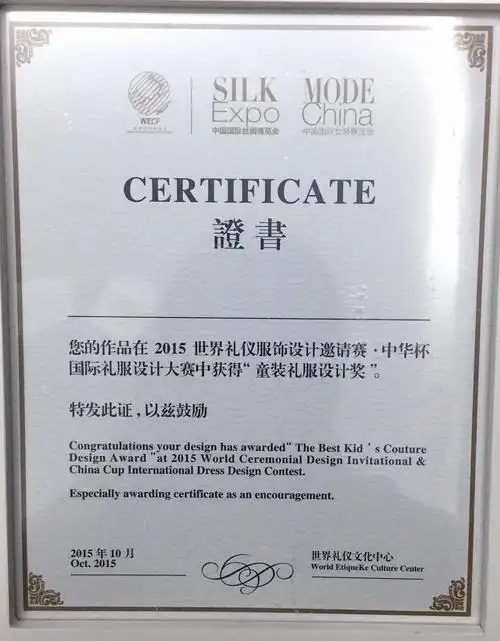 WECF
SILK
Expo
中国国际丝绸博览会
MODE
China
中国国际女装展览会
CERTIFICATE
證書
您的作品在 2015 世界礼仪服饰设计邀请赛·中华杯
国际礼服设计大赛中获得“童装礼服设计奖”。
特发此证，以兹鼓励
Congratulations your design has awarded“ The Best Kid ’s Couture
Design Award ”at 2015 World Ceremonial Design Invitational &
China Cup International Dress Design Contest.
Especially awarding certificate as an encouragement.
2015 年 10 月
Oct. 2015
世界礼仪文化中心
World EtiqueKe Culture Center